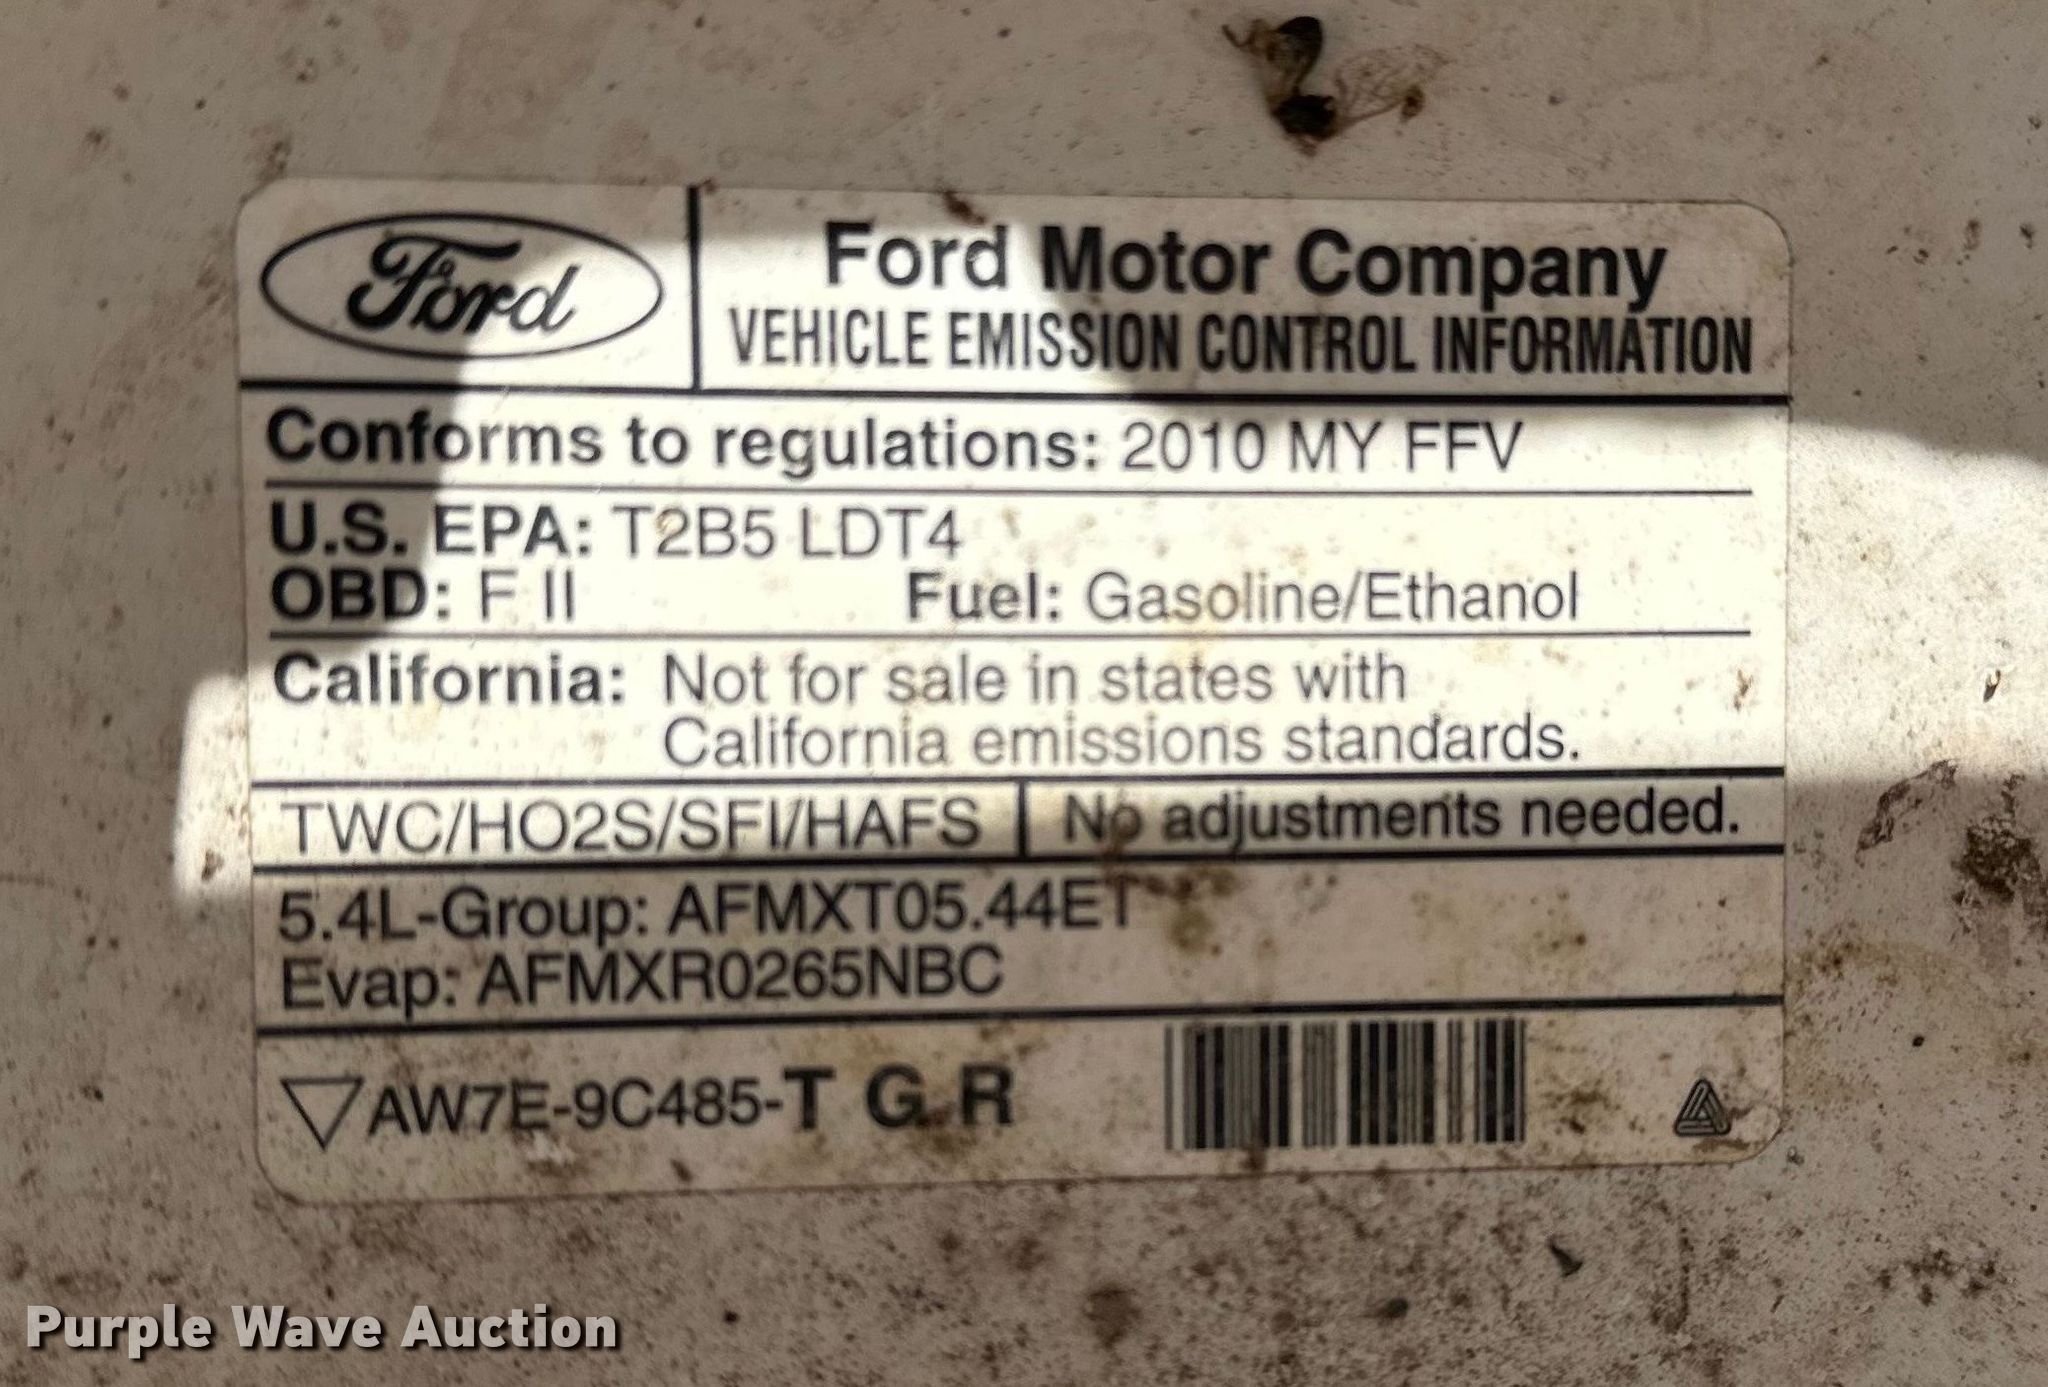 Ford
Ford Motor Company
VEHICLE EMISSION CONTROL INFORMATION
Conforms to regulations: 2010 MY FFV
U.S. EPA: T2B5 LDT4
OBD: F II Fuel: Gasoline/Ethanol
California: Not for sale in states with
California emissions standards.
TWC/HO2S/SFI/HAFS No adjustments needed.
5.4L-Group: AFMXT05.44ET
Evap: AFMXR0265NBC
AW7E-9C485-T G R
Purple Wave Auction